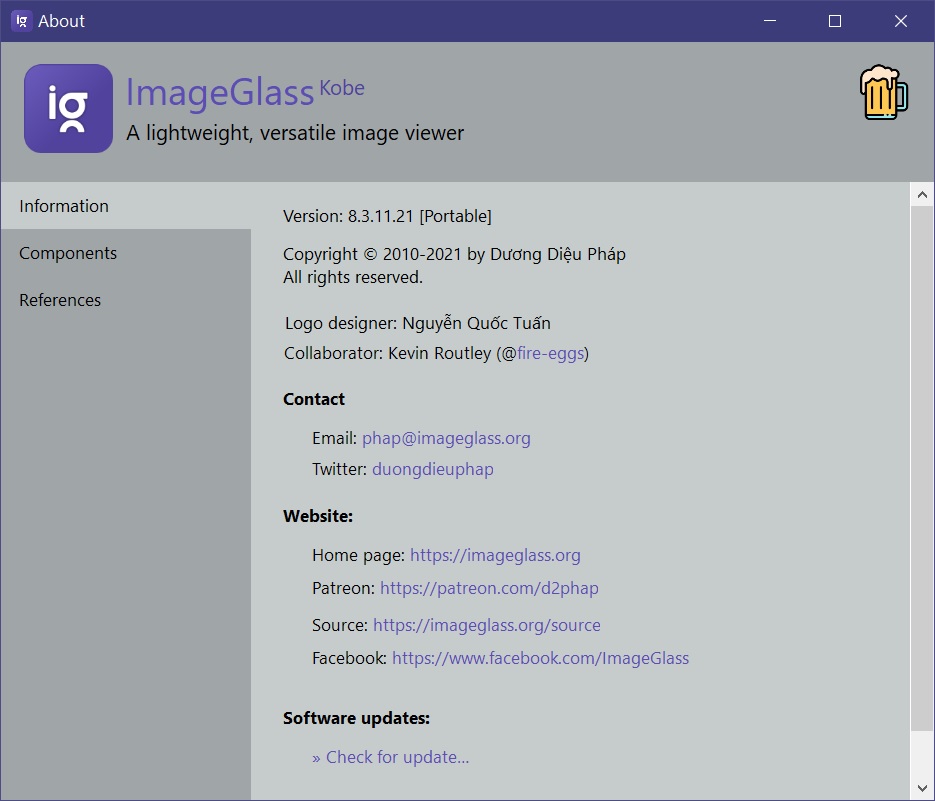 ig About
ig
ImageGlass Kobe
A lightweight, versatile image viewer
Information
Components
References
Version: 8.3.11.21 [Portable]
Copyright © 2010-2021 by Dương Diệu Pháp
All rights reserved.
Logo designer: Nguyễn Quốc Tuấn
Collaborator: Kevin Routley (@fire-eggs)
Contact
Email: phap@imageglass.org
Twitter: duongdieuphap
Website:
Home page: https://imageglass.org
Patreon: https://patreon.com/d2phap
Source: https://imageglass.org/source
Facebook: https://www.facebook.com/ImageGlass
Software updates:
» Check for update...